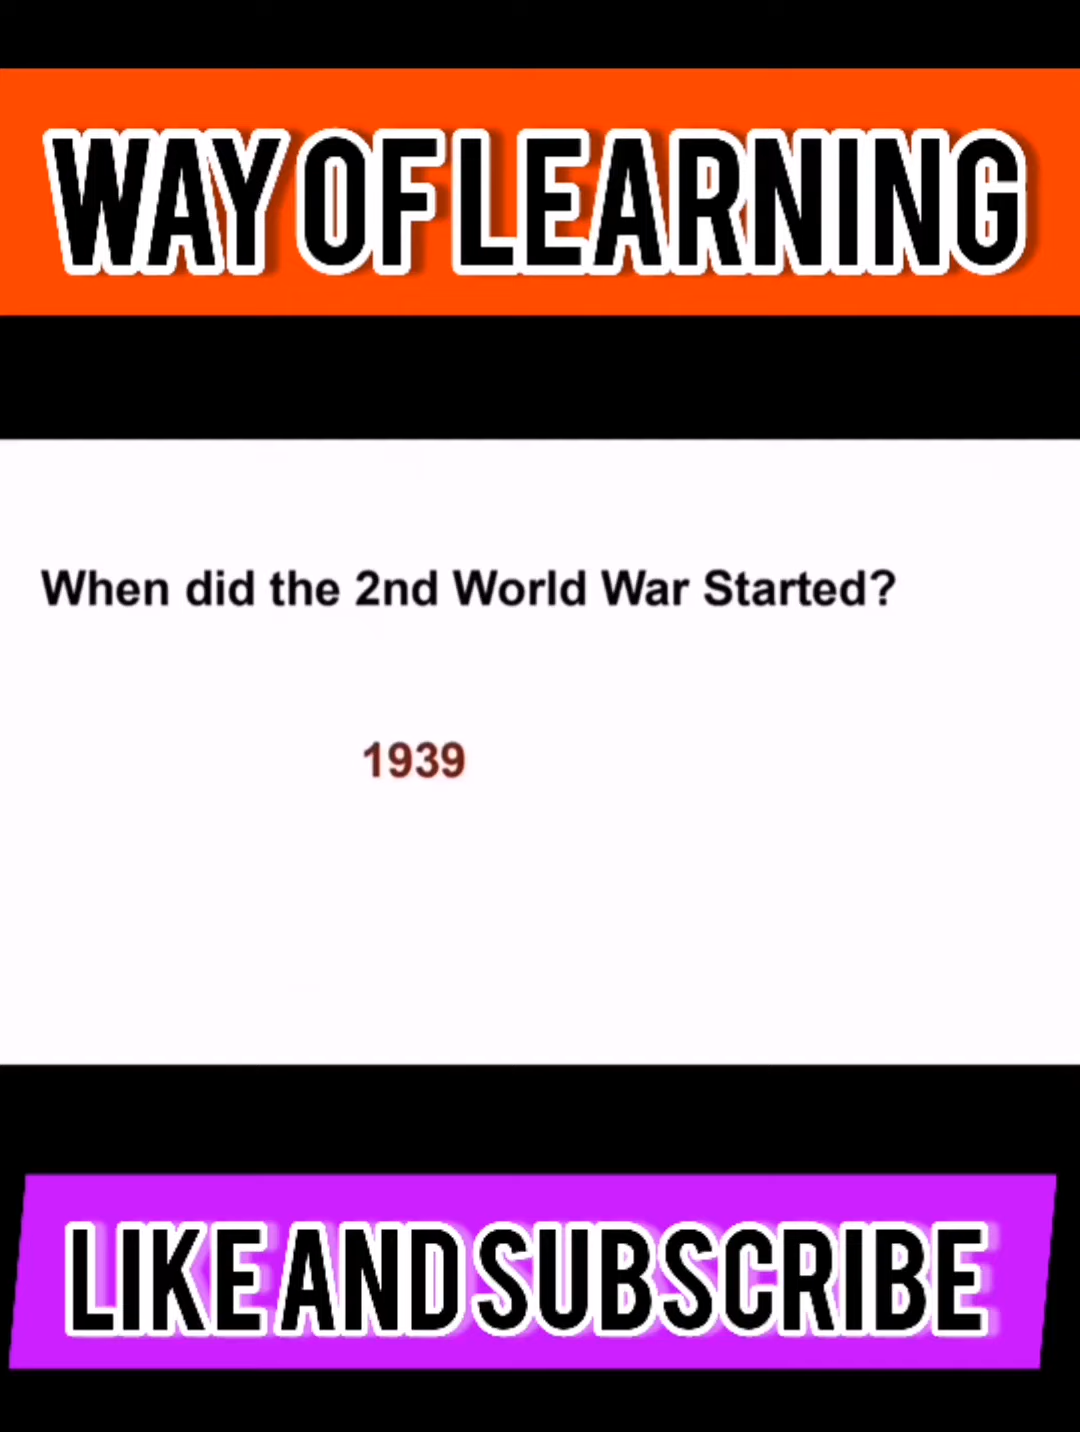 WAY OF LEARNING
When did the 2nd World War Started?
1939
LIKE AND SUBSCRIBE